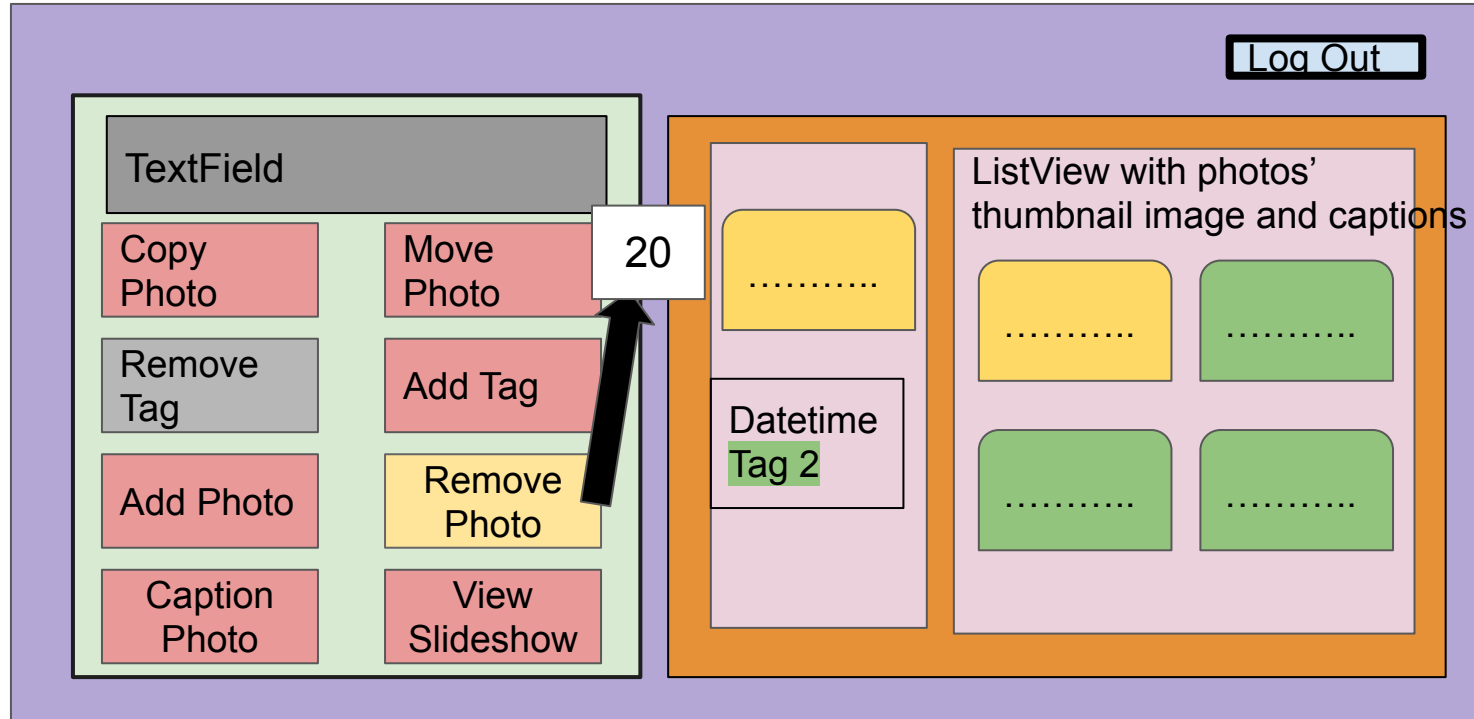 Log Out
TextField
Copy
Photo
Move
Photo
20
Remove
Tag
Add Tag
Add Photo
Remove
Photo
Caption
Photo
View
Slideshow
...........
Datetime
Tag 2
ListView with photos’
thumbnail image and captions
...........
...........
...........
...........